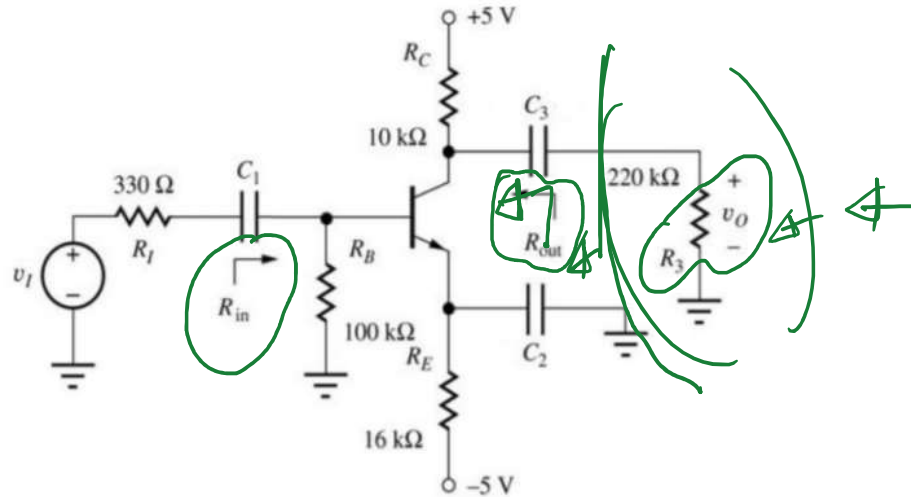 +5 V
R_C
10 kΩ
C_3
330 Ω
C_1
220 kΩ
+
v_O
−
R_3
R_out
R_I
R_B
v_I
+
−
R_in
100 kΩ
R_E
C_2
16 kΩ
−5 V